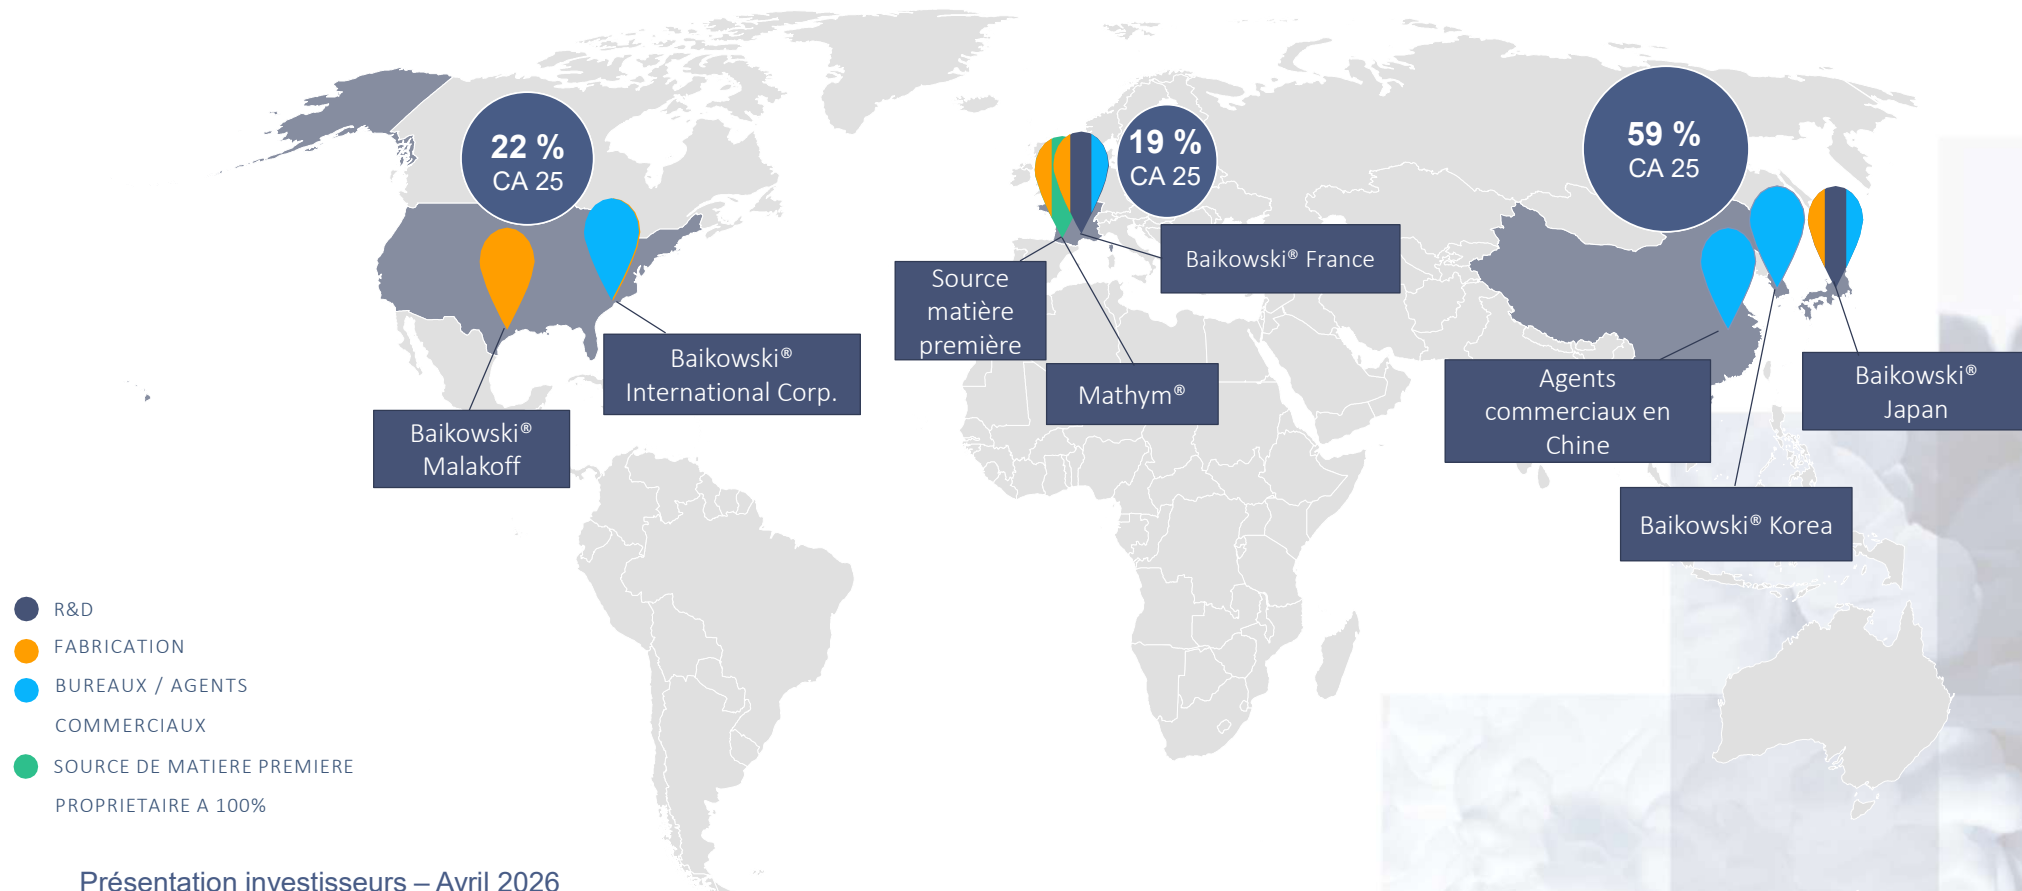 22 %
CA 25
19 %
CA 25
59 %
CA 25
Baikowski® France
Source
matière
première
Baikowski®
International Corp.
Mathym®
Agents
commerciaux en
Chine
Baikowski®
Japan
Baikowski®
Malakoff
Baikowski® Korea
R&D
FABRICATION
BUREAUX / AGENTS
COMMERCIAUX
SOURCE DE MATIERE PREMIERE
PROPRIETAIRE A 100%
Présentation investisseurs – Avril 2026